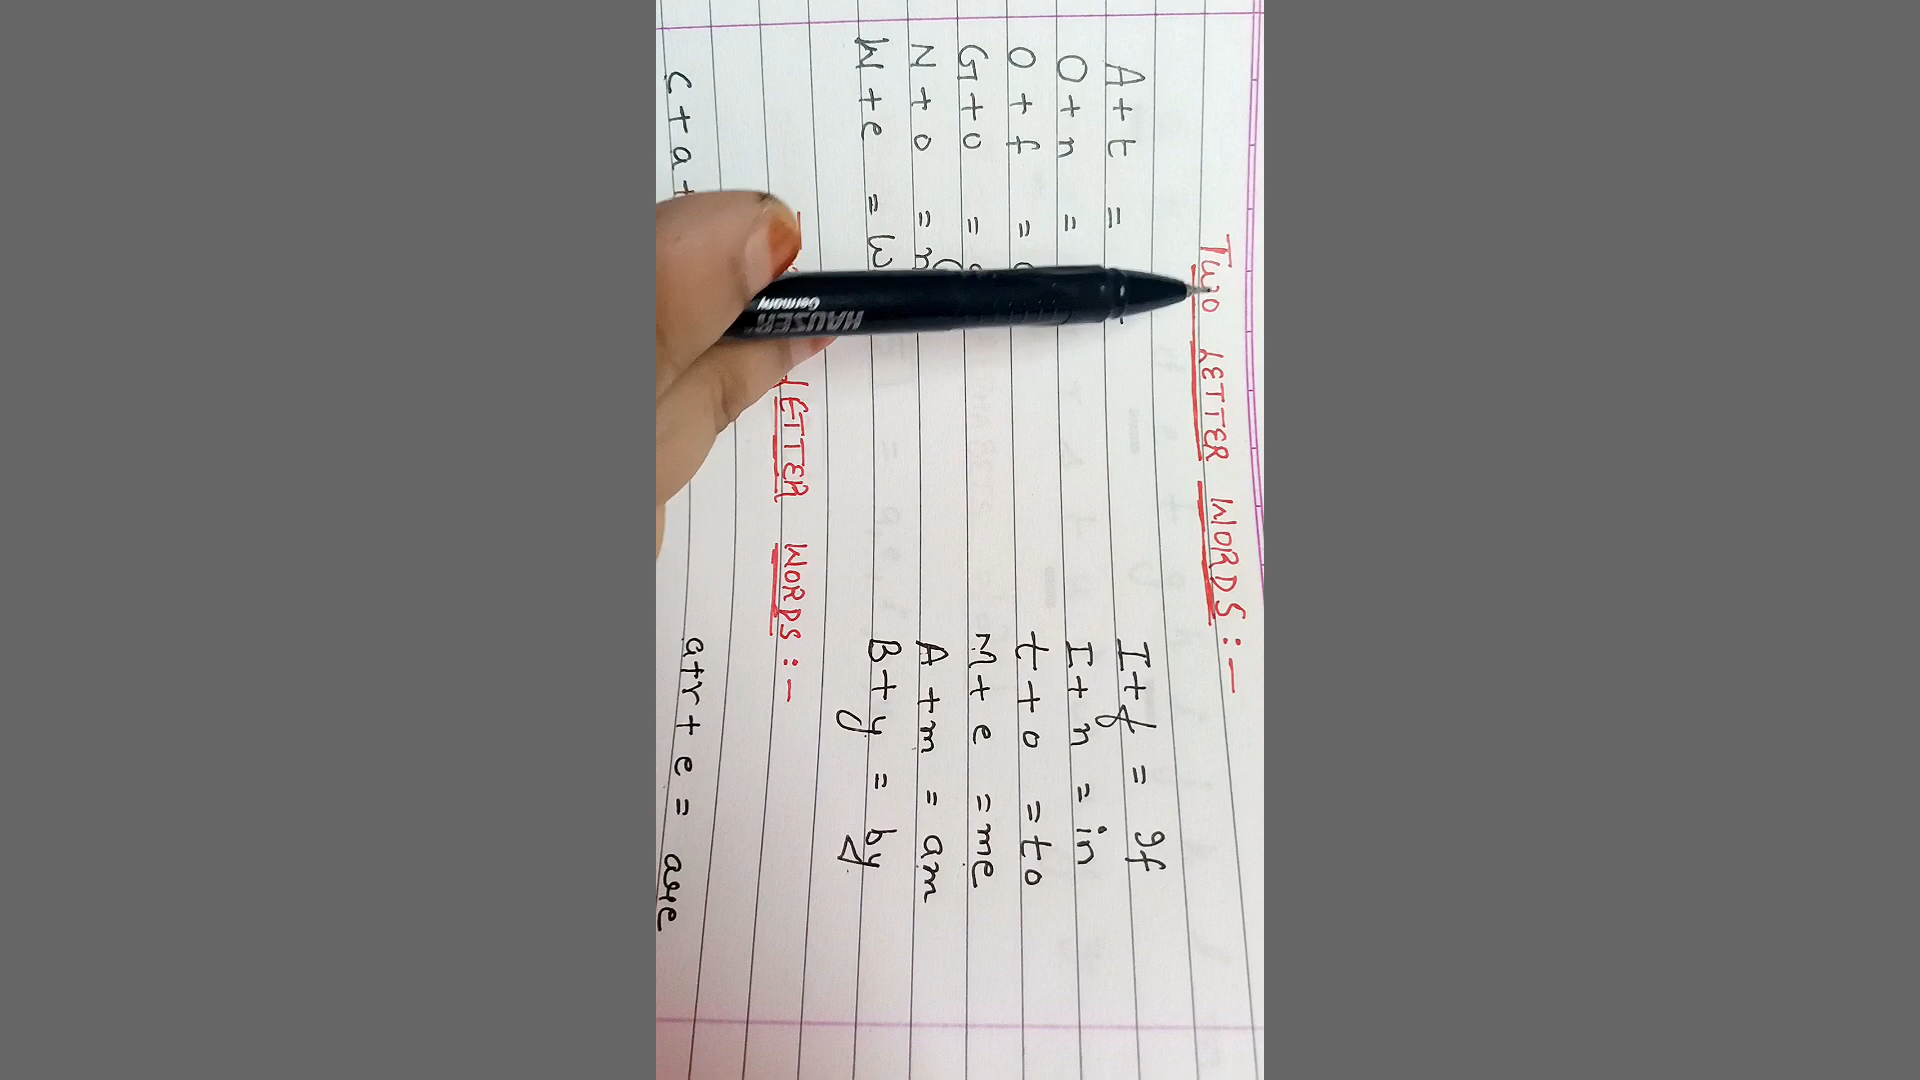 Two LETTER WORDS:-
A+t = I+f = If
O+n = I+n = in
O+f = t+o = to
G+o = M+e = me
N+o = n A+m = am
W+e = w B+y = by
LETTER WORDS:-
C+a+ a+r+e = are
HAUSER
Germany